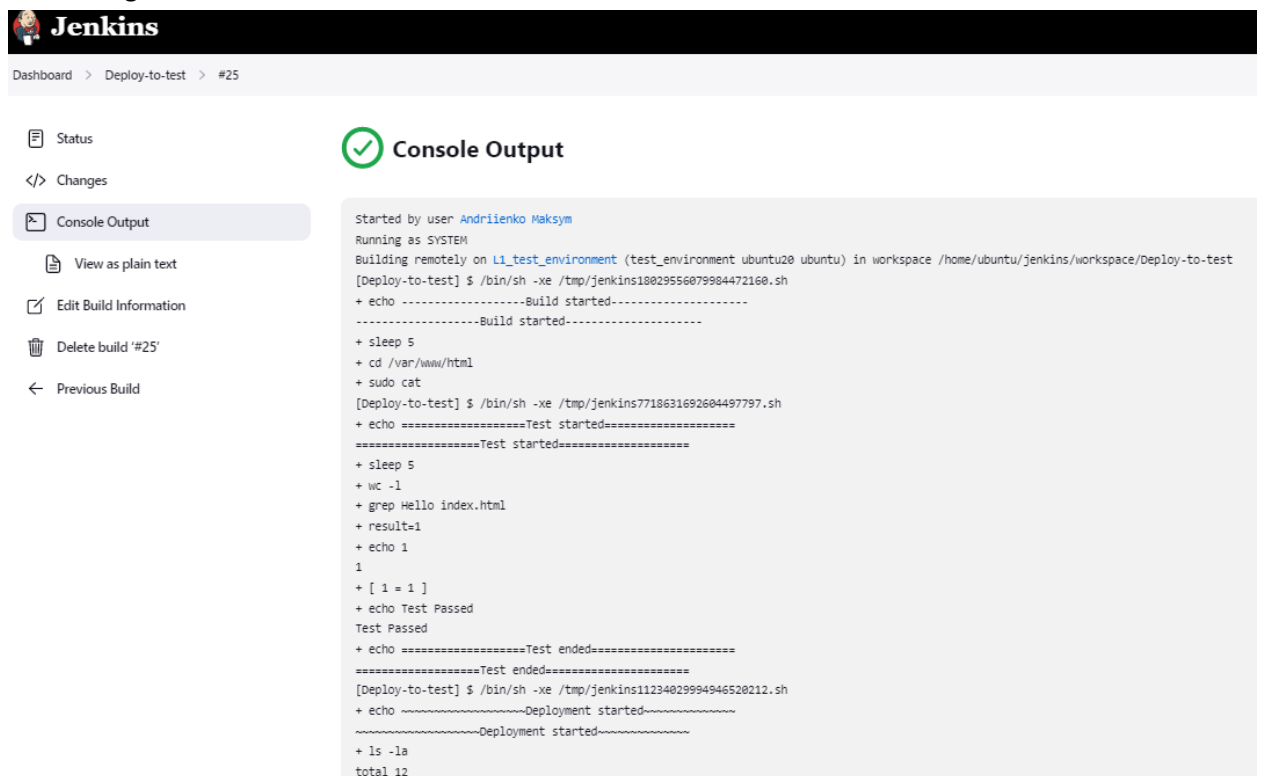 Jenkins
Dashboard > Deploy-to-test > #25
Status
Changes
Console Output
View as plain text
Edit Build Information
Delete build '#25'
Previous Build
Console Output
Started by user Andriienko Maksym
Running as SYSTEM
Building remotely on L1_test_environment (test_environment ubuntu20 ubuntu) in workspace /home/ubuntu/jenkins/workspace/Deploy-to-test
[Deploy-to-test] $ /bin/sh -xe /tmp/jenkins18029556079984472160.sh
+ echo -------------------Build started---------------------
-------------------Build started---------------------
+ sleep 5
+ cd /var/www/html
+ sudo cat
[Deploy-to-test] $ /bin/sh -xe /tmp/jenkins7718631692604497797.sh
+ echo ===================Test started====================
===================Test started====================
+ sleep 5
+ wc -l
+ grep Hello index.html
+ result=1
+ echo 1
1
+ [ 1 = 1 ]
+ echo Test Passed
Test Passed
+ echo ===================Test ended======================
===================Test ended======================
[Deploy-to-test] $ /bin/sh -xe /tmp/jenkins11234029994946520212.sh
+ echo ~~~~~~~~~~~~~~~~~~~Deployment started~~~~~~~~~~~~~~
~~~~~~~~~~~~~~~~~~~Deployment started~~~~~~~~~~~~~~
+ ls -la
total 12